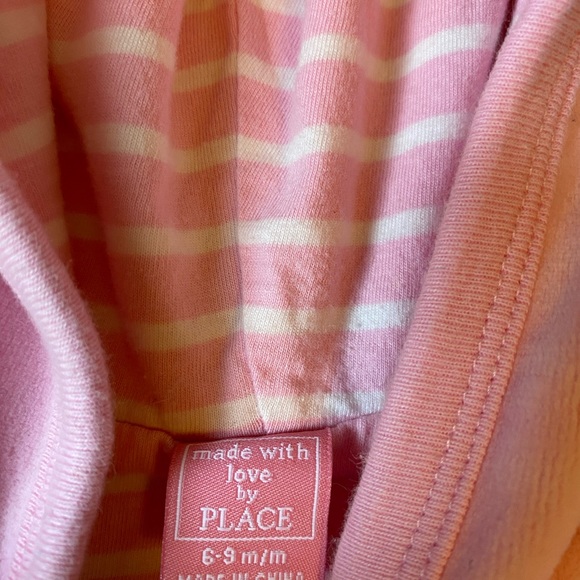 made with
love
by
PLACE
6-9 m/m
MADE IN CHINA